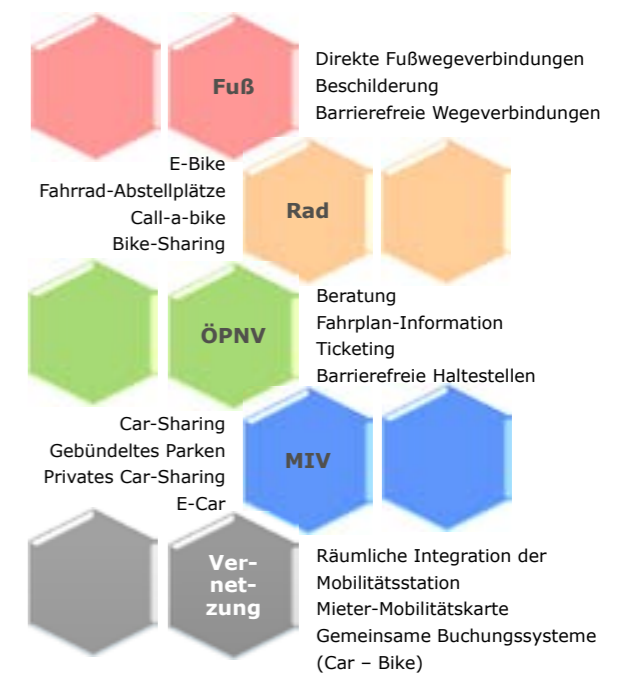 Fuß
Direkte Fußwegeverbindungen
Beschilderung
Barrierefreie Wegeverbindungen
E-Bike
Fahrrad-Abstellplätze
Call-a-bike
Bike-Sharing
Rad
ÖPNV
Beratung
Fahrplan-Information
Ticketing
Barrierefreie Haltestellen
Car-Sharing
Gebündeltes Parken
Privates Car-Sharing
E-Car
MIV
Ver-
net-
zung
Räumliche Integration der
Mobilitätsstation
Mieter-Mobilitätskarte
Gemeinsame Buchungssysteme
(Car – Bike)